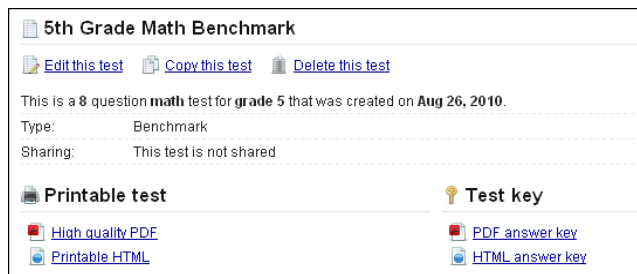 5th Grade Math Benchmark
Edit this test Copy this test Delete this test
This is a 8 question math test for grade 5 that was created on Aug 26, 2010.
Type: Benchmark
Sharing: This test is not shared
Printable test Test key
High quality PDF PDF answer key
Printable HTML HTML answer key